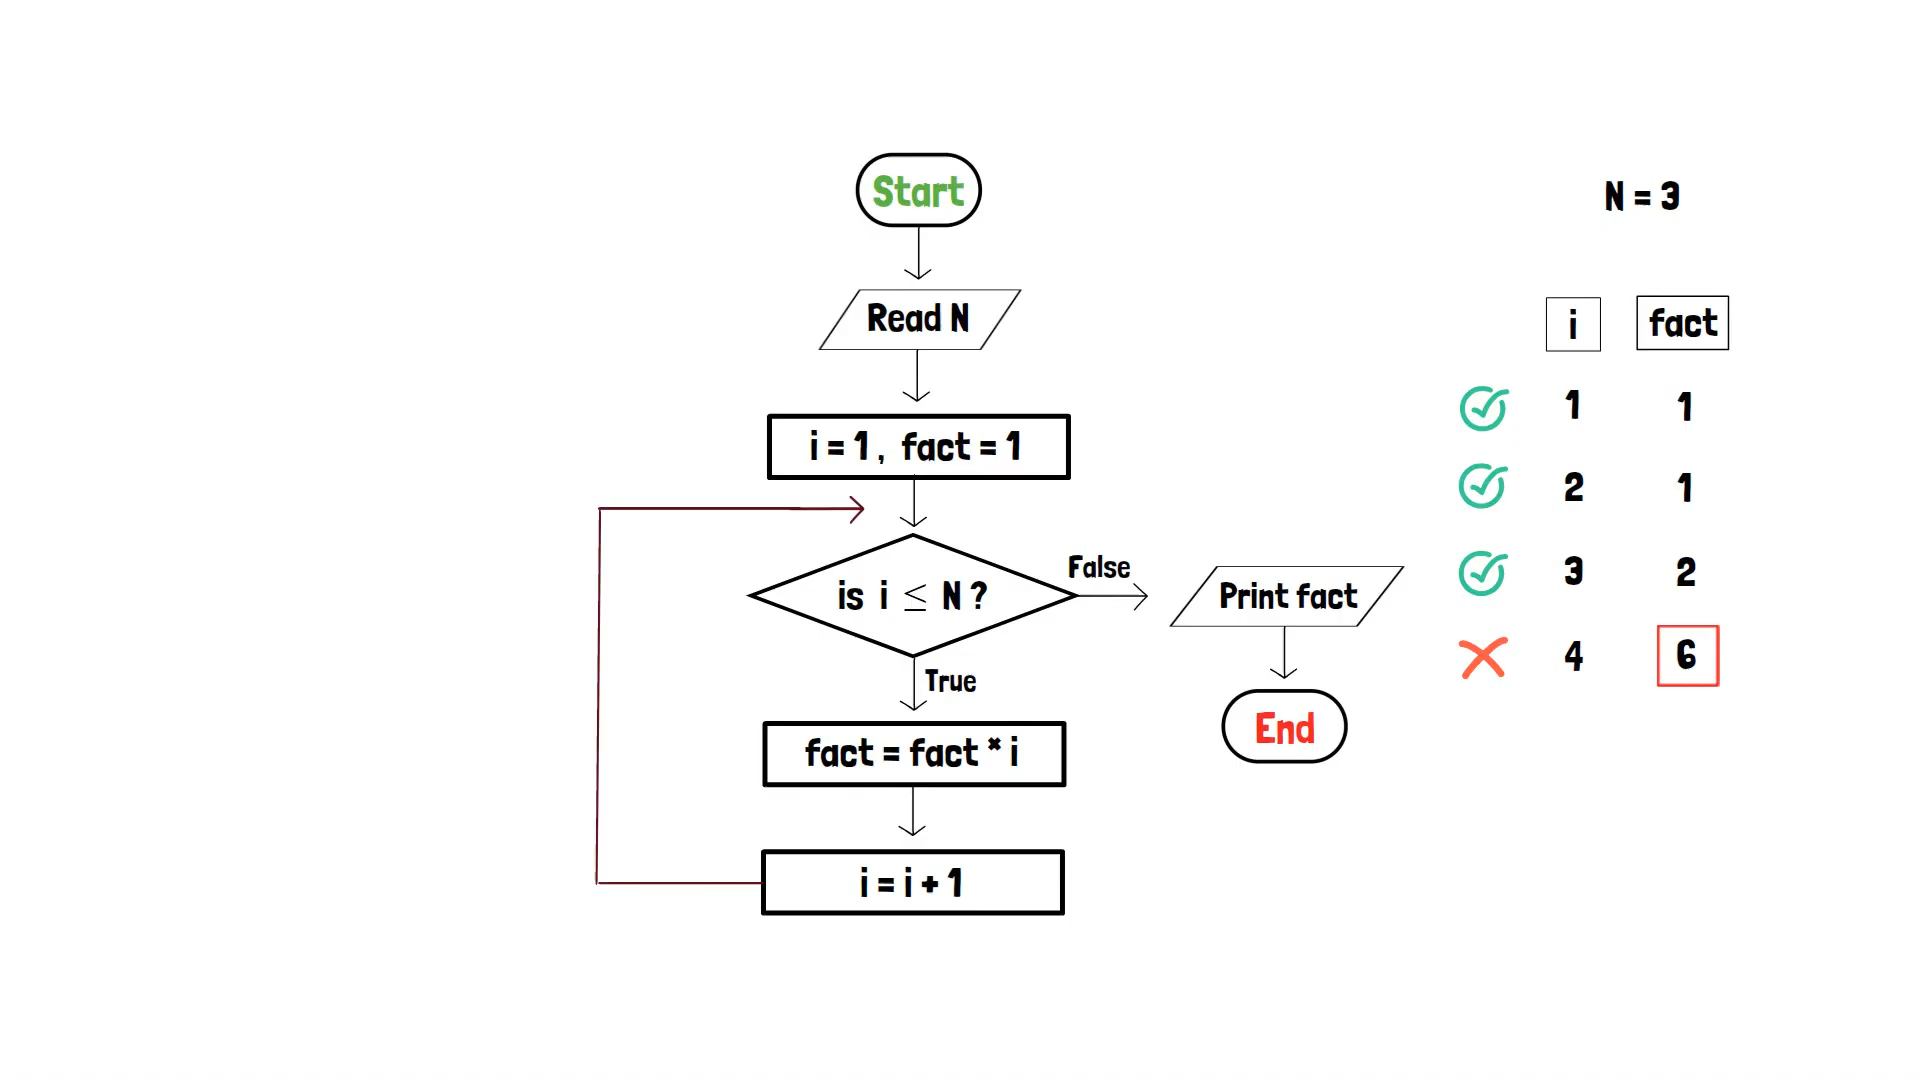 Start
Read N
i = 1 , fact = 1
is i ≤ N ?
False
True
fact = fact * i
i = i + 1
Print fact
End
N = 3
i fact
1 1
2 1
3 2
4 6